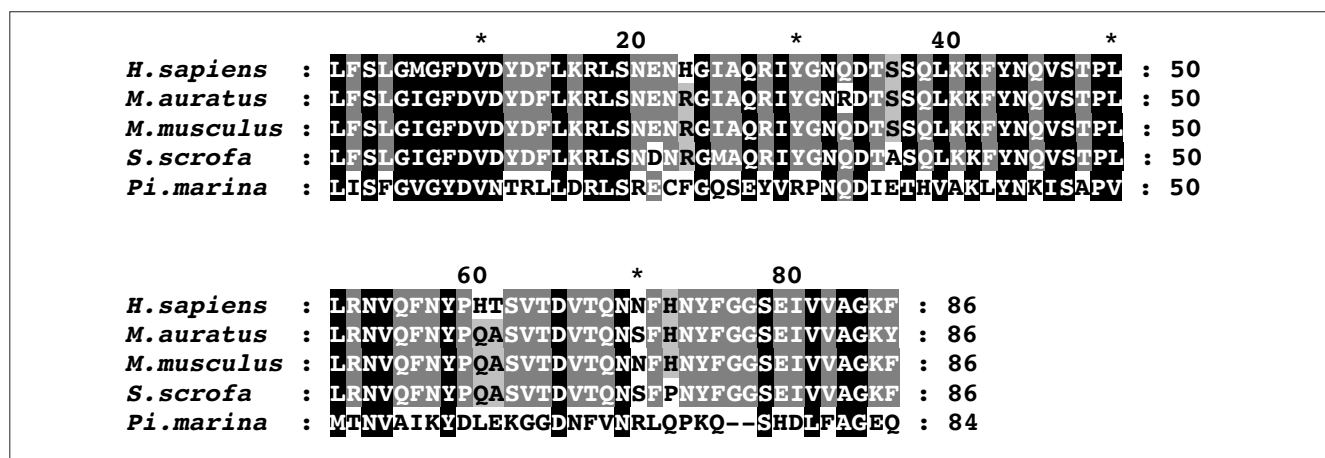 * 20 * 40 *
H.sapiens : LFSLGMGFDVDYDFLKRLSNENHGIAQRIYGNQDTSSQLKKFYNQVSTPL : 50
M.auratus : LFSLGIGFDVDYDFLKRLSNENRGIAQRIYGNRDTSSQLKKFYNQVSTPL : 50
M.musculus : LFSLGIGFDVDYDFLKRLSNENRGIAQRIYGNQDTSSQLKKFYNQVSTPL : 50
S.scrofa : LFSLGIGFDVDYDFLKRLSNDNRGMAQRIYGNQDTASQLKKFYNQVSTPL : 50
Pi.marina : LISFGVGYDVNTRLLDRLSRECFGQSEYVRPNQDIETHVAKLYNKISAPV : 50
60 * 80
H.sapiens : LRNVQFNYPHTSVTDVTQNNFHNYFGGSEIVVAGKF : 86
M.auratus : LRNVQFNYPQASVTDVTQNSFHNYFGGSEIVVAGKY : 86
M.musculus : LRNVQFNYPQASVTDVTQNNFHNYFGGSEIVVAGKF : 86
S.scrofa : LRNVQFNYPQASVTDVTQNSFPNYFGGSEIVVAGKF : 86
Pi.marina : MTNVAIKYDLEKGGDNFVNRLQPKQ--SHDLFAGEQ : 84